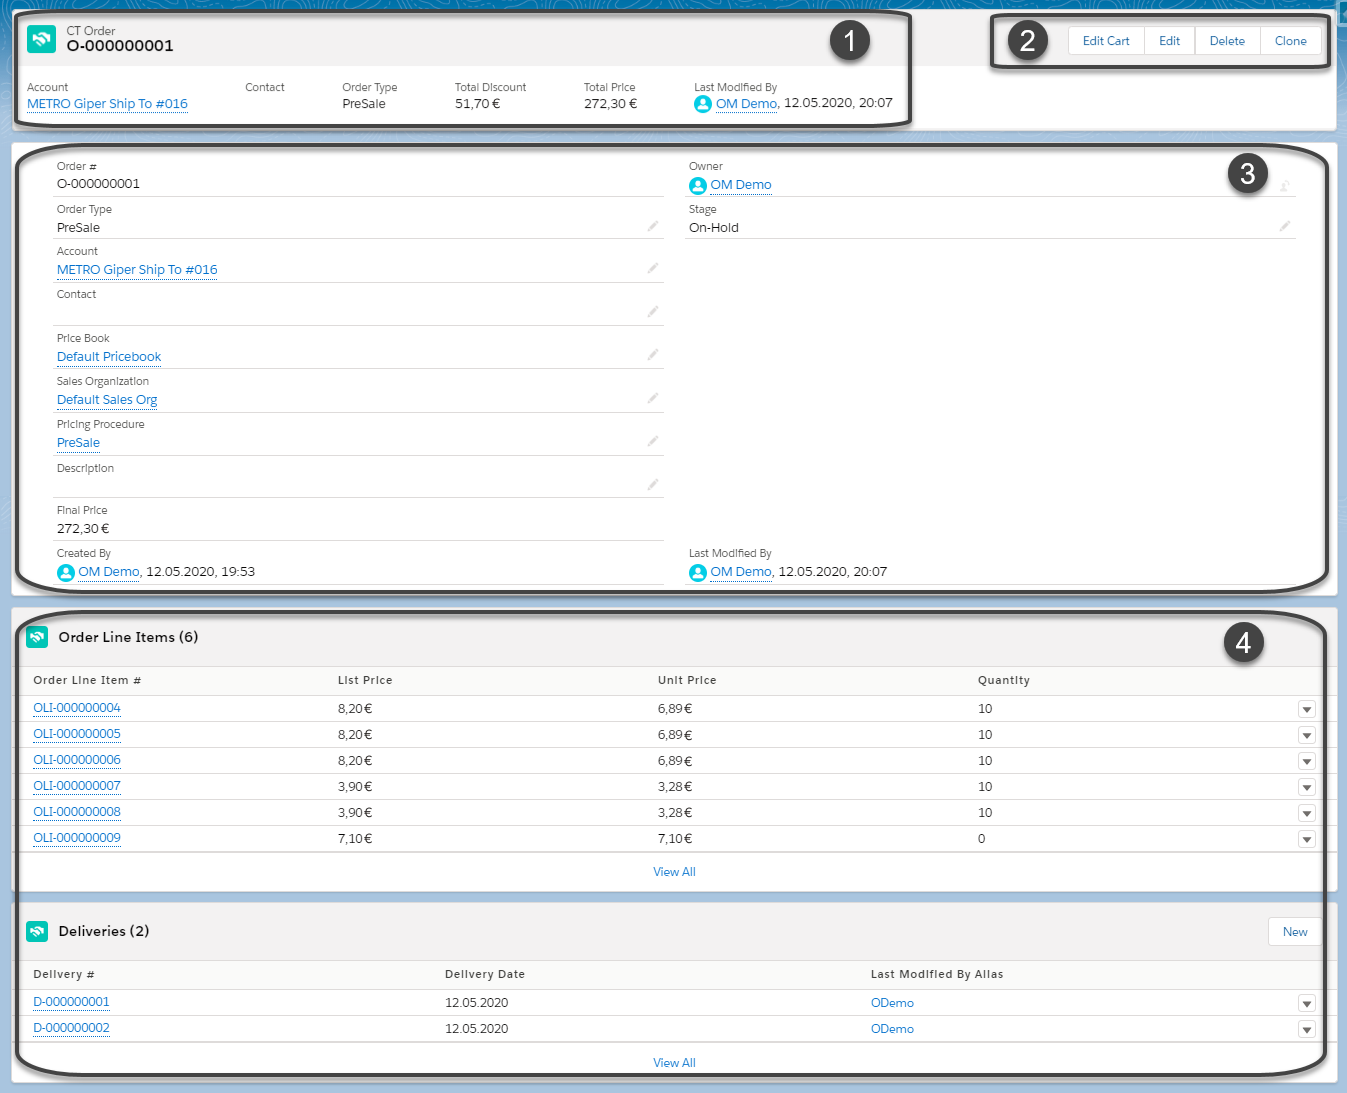 CT Order
O-000000001
1
2
Edit Cart Edit Delete Clone
Account Contact Order Type Total Discount Total Price Last Modified By
METRO Giper Ship To #016 PreSale 51,70 € 272,30 € OM Demo, 12.05.2020, 20:07
3
Order # Owner
O-000000001 OM Demo
Order Type Stage
PreSale On-Hold
Account
METRO Giper Ship To #016
Contact
Price Book
Default Pricebook
Sales Organization
Default Sales Org
Pricing Procedure
PreSale
Description
Final Price
272,30 €
Created By Last Modified By
OM Demo, 12.05.2020, 19:53 OM Demo, 12.05.2020, 20:07
Order Line Items (6)
4
Order Line Item # List Price Unit Price Quantity
OLI-000000004 8,20 € 6,89 € 10
OLI-000000005 8,20 € 6,89 € 10
OLI-000000006 8,20 € 6,89 € 10
OLI-000000007 3,90 € 3,28 € 10
OLI-000000008 3,90 € 3,28 € 10
OLI-000000009 7,10 € 7,10 € 0
View All
Deliveries (2) New
Delivery # Delivery Date Last Modified By Alias
D-000000001 12.05.2020 ODemo
D-000000002 12.05.2020 ODemo
View All